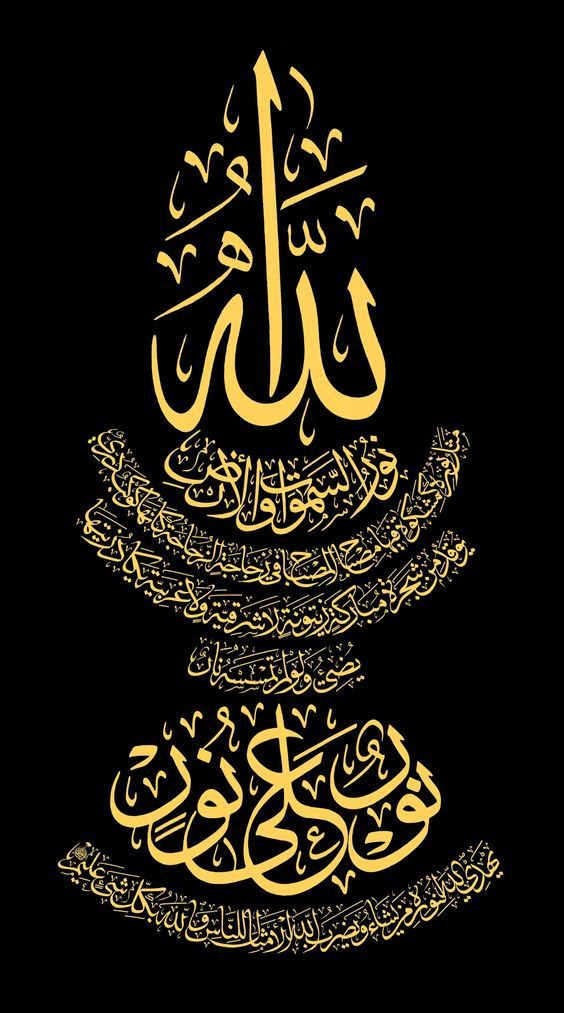 الله
نور السموات والأرض
مثل نوره كمشكوة فيها مصباح المصباح في زجاجة الزجاجة كأنها كوكب دري
يوقد من شجرة مباركة زيتونة لا شرقية ولا غربية يكاد زيتها
يضيء ولو لم تمسسه نار
نور على نور
يهدي الله لنوره من يشاء ويضرب الله الأمثال للناس والله بكل شيء عليم